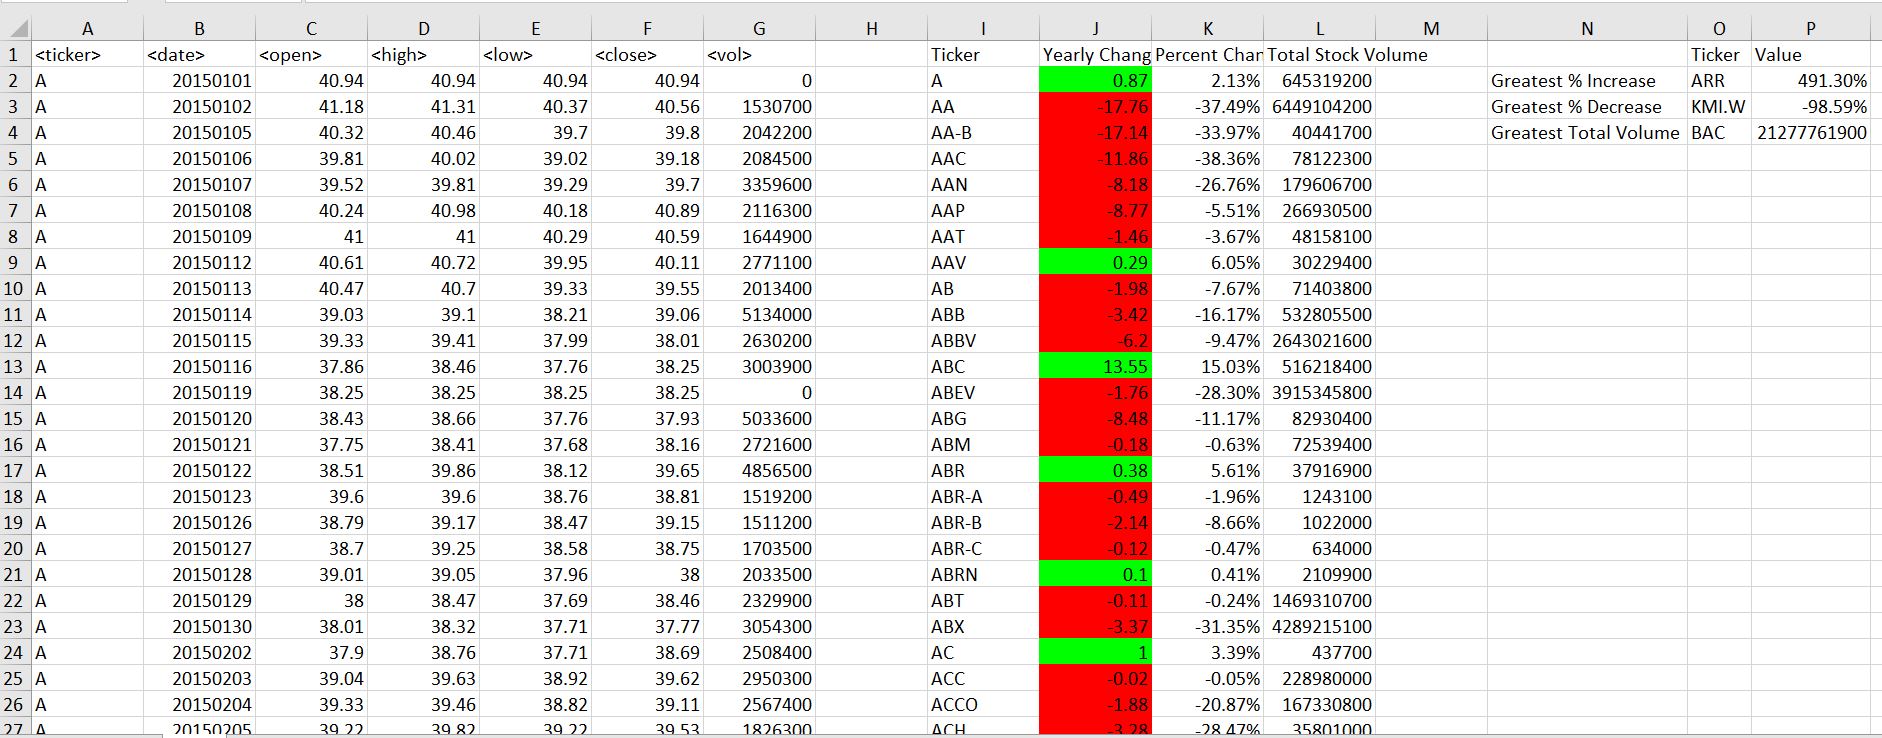 A B C D E F G H I J K L M N O P
1 <ticker> <date> <open> <high> <low> <close> <vol> Ticker Yearly Chang Percent Chan Total Stock Volume Ticker Value
2 A 20150101 40.94 40.94 40.94 40.94 0 A 0.87 2.13% 645319200 Greatest % Increase ARR 491.30%
3 A 20150102 41.18 41.31 40.37 40.56 1530700 AA -17.76 -37.49% 6449104200 Greatest % Decrease KMI.W -98.59%
4 A 20150105 40.32 40.46 39.7 39.8 2042200 AA-B -17.14 -33.97% 40441700 Greatest Total Volume BAC 21277761900
5 A 20150106 39.81 40.02 39.02 39.18 2084500 AAC -11.86 -38.36% 78122300
6 A 20150107 39.52 39.81 39.29 39.7 3359600 AAN -8.18 -26.76% 179606700
7 A 20150108 40.24 40.98 40.18 40.89 2116300 AAP -8.77 -5.51% 266930500
8 A 20150109 41 41 40.29 40.59 1644900 AAT -1.46 -3.67% 48158100
9 A 20150112 40.61 40.72 39.95 40.11 2771100 AAV 0.29 6.05% 30229400
10 A 20150113 40.47 40.7 39.33 39.55 2013400 AB -1.98 -7.67% 71403800
11 A 20150114 39.03 39.1 38.21 39.06 5134000 ABB -3.42 -16.17% 532805500
12 A 20150115 39.33 39.41 37.99 38.01 2630200 ABBV -6.2 -9.47% 2643021600
13 A 20150116 37.86 38.46 37.76 38.25 3003900 ABC 13.55 15.03% 516218400
14 A 20150119 38.25 38.25 38.25 38.25 0 ABEV -1.76 -28.30% 3915345800
15 A 20150120 38.43 38.66 37.76 37.93 5033600 ABG -8.48 -11.17% 82930400
16 A 20150121 37.75 38.41 37.68 38.16 2721600 ABM -0.18 -0.63% 72539400
17 A 20150122 38.51 39.86 38.12 39.65 4856500 ABR 0.38 5.61% 37916900
18 A 20150123 39.6 39.6 38.76 38.81 1519200 ABR-A -0.49 -1.96% 1243100
19 A 20150126 38.79 39.17 38.47 39.15 1511200 ABR-B -2.14 -8.66% 1022000
20 A 20150127 38.7 39.25 38.58 38.75 1703500 ABR-C -0.12 -0.47% 634000
21 A 20150128 39.01 39.05 37.96 38 2033500 ABRN 0.1 0.41% 2109900
22 A 20150129 38 38.47 37.69 38.46 2329900 ABT -0.11 -0.24% 1469310700
23 A 20150130 38.01 38.32 37.71 37.77 3054300 ABX -3.37 -31.35% 4289215100
24 A 20150202 37.9 38.76 37.71 38.69 2508400 AC 1 3.39% 437700
25 A 20150203 39.04 39.63 38.92 39.62 2950300 ACC -0.02 -0.05% 228980000
26 A 20150204 39.33 39.46 38.82 39.11 2567400 ACCO -1.88 -20.87% 167330800
27 A 20150205 39.22 39.82 39.22 39.53 1826300 ACH -3.28 -28.47% 35801000